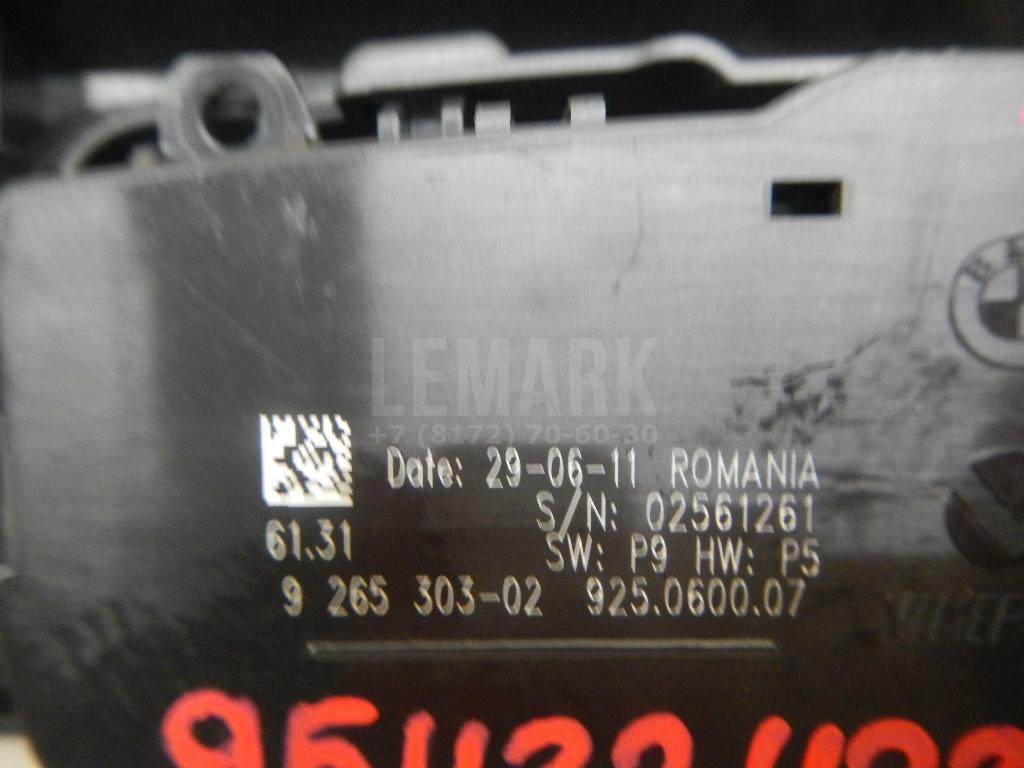 LEMARK
+7 (8172) 70-60-30
Date: 29-06-11 ROMANIA
S/N: 02561261
61.31
SW: P9 HW: P5
9 265 303-02 925.0600.07